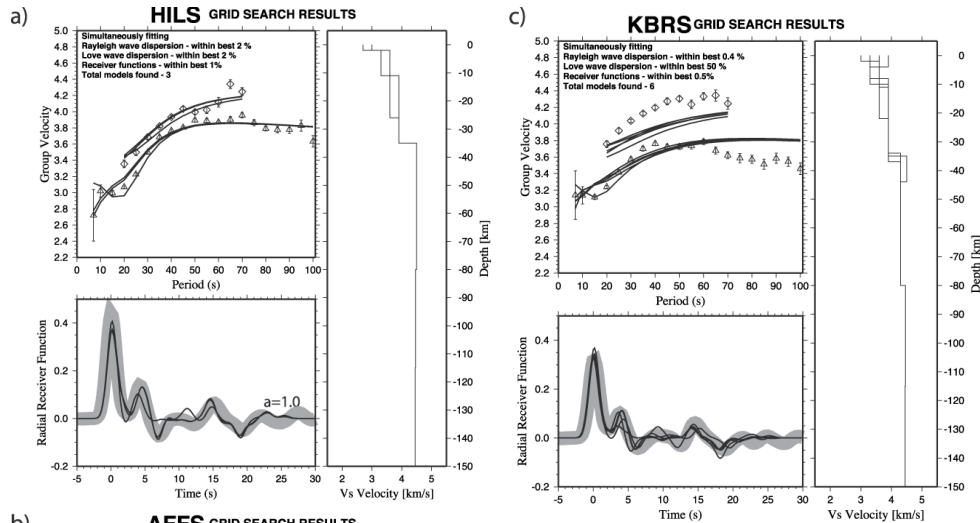 a)
HILS GRID SEARCH RESULTS
Simultaneously fitting
Rayleigh wave dispersion - within best 2 %
Love wave dispersion - within best 2 %
Receiver functions - within best 1%
Total models found - 3
5.0
4.8
4.6
4.4
4.2
4.0
3.8
3.6
3.4
3.2
3.0
2.8
2.6
2.4
2.2
Group Velocity
0 10 20 30 40 50 60 70 80 90 100
Period (s)
0.4
0.2
0.0
-0.2
Radial Receiver Function
a=1.0
-5 0 5 10 15 20 25 30
Time (s)
0
-10
-20
-30
-40
-50
-60
-70
-80
-90
-100
-110
-120
-130
-140
-150
Depth [km]
2 3 4 5
Vs Velocity [km/s]
c)
KBRS GRID SEARCH RESULTS
Simultaneously fitting
Rayleigh wave dispersion - within best 0.4 %
Love wave dispersion - within best 50 %
Receiver functions - within best 0.5%
Total models found - 6
5.0
4.8
4.6
4.4
4.2
4.0
3.8
3.6
3.4
3.2
3.0
2.8
2.6
2.4
2.2
Group Velocity
0 10 20 30 40 50 60 70 80 90 100
Period (s)
0.4
0.2
0.0
-0.2
Radial Receiver Function
-5 0 5 10 15 20 25 30
Time (s)
0
-10
-20
-30
-40
-50
-60
-70
-80
-90
-100
-110
-120
-130
-140
-150
Depth [km]
2 3 4 5
Vs Velocity [km/s]
b)
GRID SEARCH RESULTS